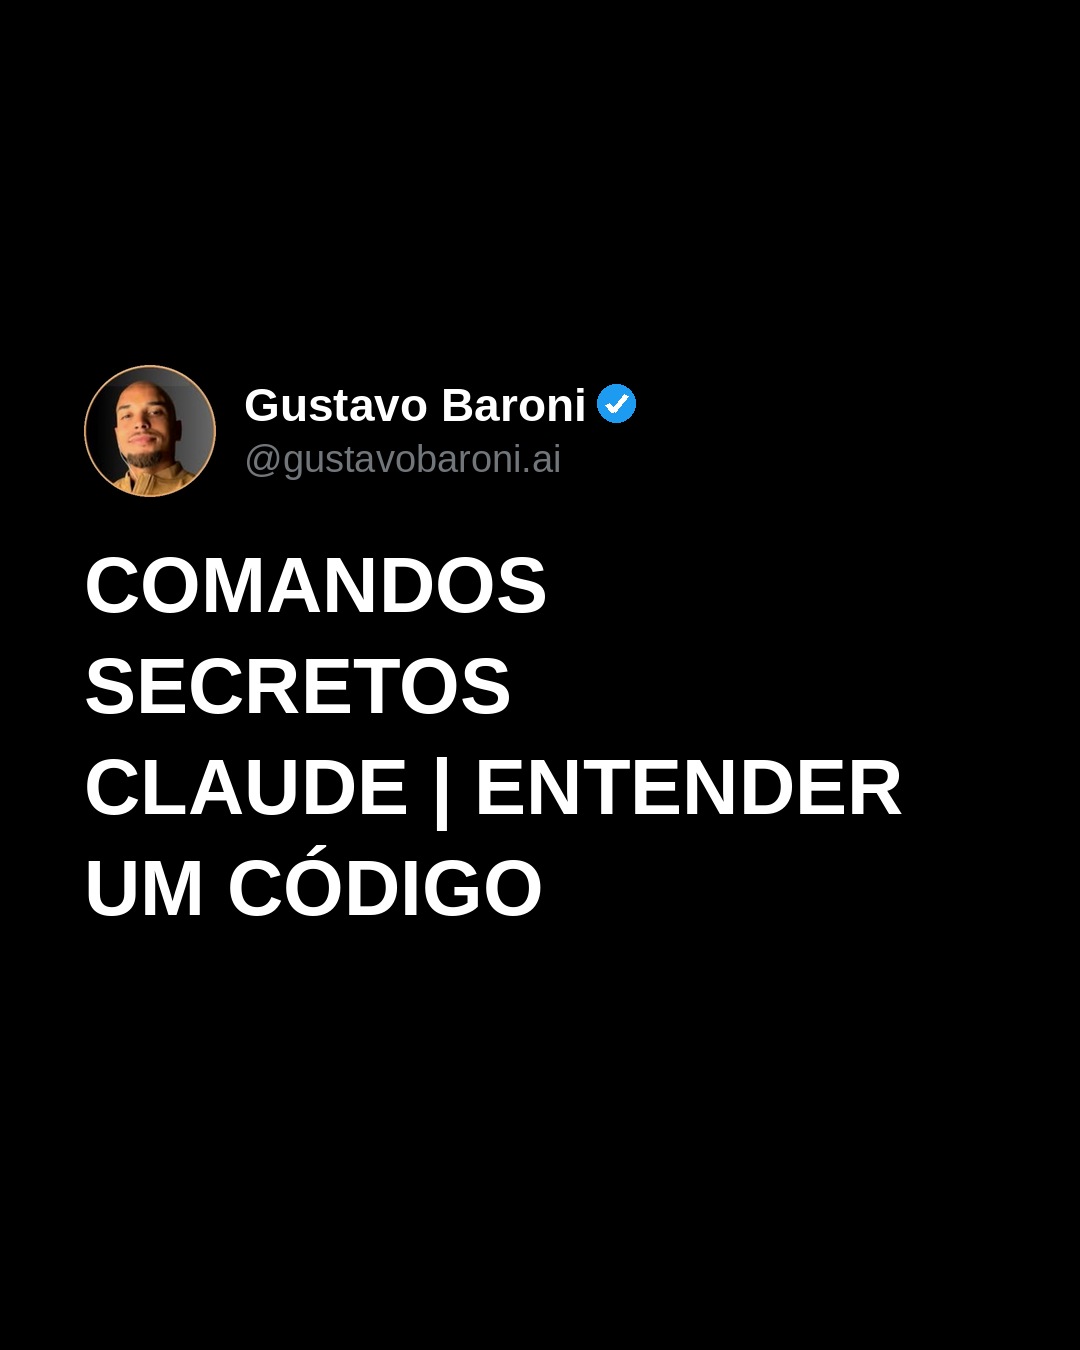 Gustavo Baroni
@gustavobaroni.ai
COMANDOS
SECRETOS
CLAUDE | ENTENDER
UM CÓDIGO